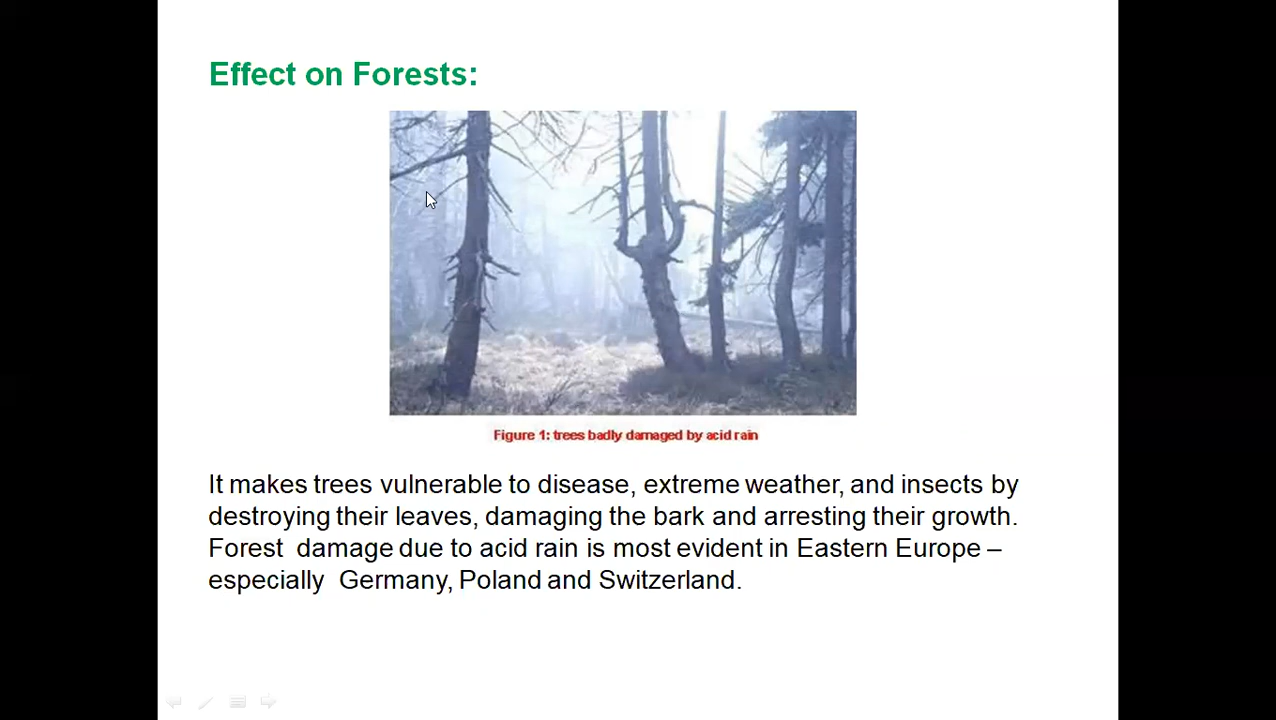 Effect on Forests:
Figure 1: trees badly damaged by acid rain
It makes trees vulnerable to disease, extreme weather, and insects by
destroying their leaves, damaging the bark and arresting their growth.
Forest damage due to acid rain is most evident in Eastern Europe –
especially Germany, Poland and Switzerland.